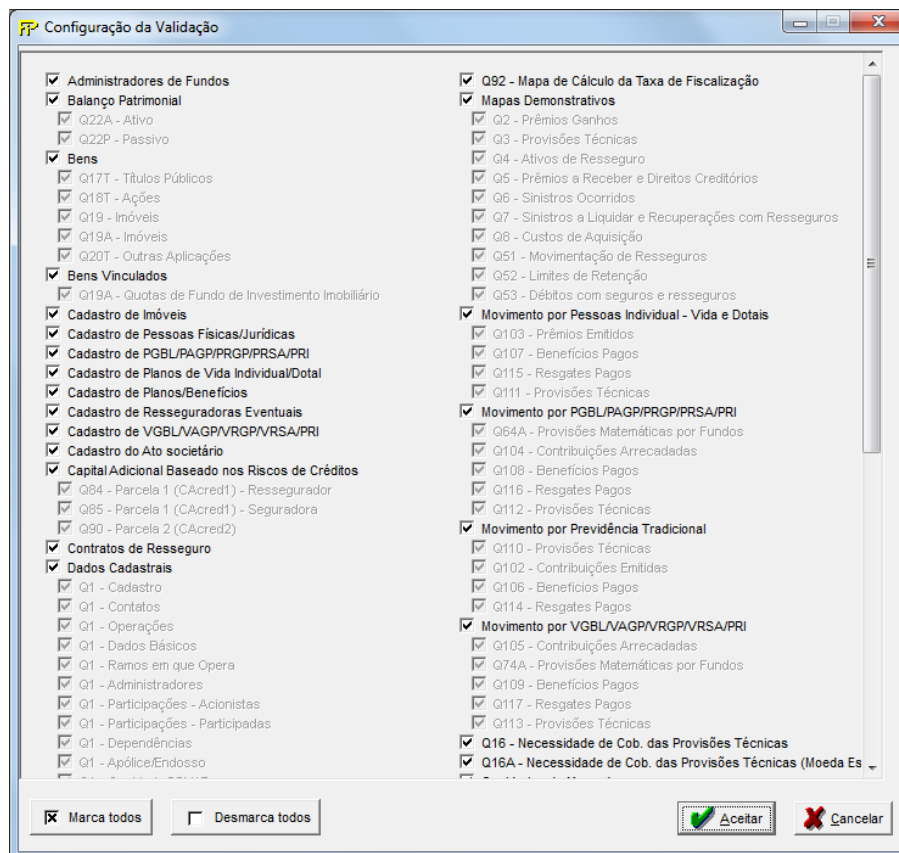 FIP Configuração da Validação
Administradores de Fundos
Balanço Patrimonial
Q22A - Ativo
Q22P - Passivo
Bens
Q17T - Títulos Públicos
Q18T - Ações
Q19 - Imóveis
Q19A - Imóveis
Q20T - Outras Aplicações
Bens Vinculados
Q19A - Quotas de Fundo de Investimento Imobiliário
Cadastro de Imóveis
Cadastro de Pessoas Físicas/Jurídicas
Cadastro de PGBL/PAGP/PRGP/PRSA/PRI
Cadastro de Planos de Vida Individual/Dotal
Cadastro de Planos/Benefícios
Cadastro de Resseguradoras Eventuais
Cadastro de VGBL/VAGP/VRGP/VRSA/PRI
Cadastro do Ato societário
Capital Adicional Baseado nos Riscos de Créditos
Q84 - Parcela 1 (CAcred1) - Ressegurador
Q85 - Parcela 1 (CAcred1) - Seguradora
Q90 - Parcela 2 (CAcred2)
Contratos de Resseguro
Dados Cadastrais
Q1 - Cadastro
Q1 - Contatos
Q1 - Operações
Q1 - Dados Básicos
Q1 - Ramos em que Opera
Q1 - Administradores
Q1 - Participações - Acionistas
Q1 - Participações - Participadas
Q1 - Dependências
Q1 - Apólice/Endosso
Q92 - Mapa de Cálculo da Taxa de Fiscalização
Mapas Demonstrativos
Q2 - Prêmios Ganhos
Q3 - Provisões Técnicas
Q4 - Ativos de Resseguro
Q5 - Prêmios a Receber e Direitos Creditórios
Q6 - Sinistros Ocorridos
Q7 - Sinistros a Liquidar e Recuperações com Resseguros
Q8 - Custos de Aquisição
Q51 - Movimentação de Resseguros
Q52 - Limites de Retenção
Q53 - Débitos com seguros e resseguros
Movimento por Pessoas Individual - Vida e Dotais
Q103 - Prêmios Emitidos
Q107 - Benefícios Pagos
Q115 - Resgates Pagos
Q111 - Provisões Técnicas
Movimento por PGBL/PAGP/PRGP/PRSA/PRI
Q64A - Provisões Matemáticas por Fundos
Q104 - Contribuições Arrecadadas
Q108 - Benefícios Pagos
Q116 - Resgates Pagos
Q112 - Provisões Técnicas
Movimento por Previdência Tradicional
Q110 - Provisões Técnicas
Q102 - Contribuições Emitidas
Q106 - Beneficios Pagos
Q114 - Resgates Pagos
Movimento por VGBL/VAGP/VRGP/VRSA/PRI
Q105 - Contribuições Arrecadadas
Q74A - Provisões Matemáticas por Fundos
Q109 - Benefícios Pagos
Q117 - Resgates Pagos
Q113 - Provisões Técnicas
Q16 - Necessidade de Cob. das Provisões Técnicas
Q16A - Necessidade de Cob. das Provisões Técnicas (Moeda Es
Marca todos
Desmarca todos
Aceitar
Cancelar